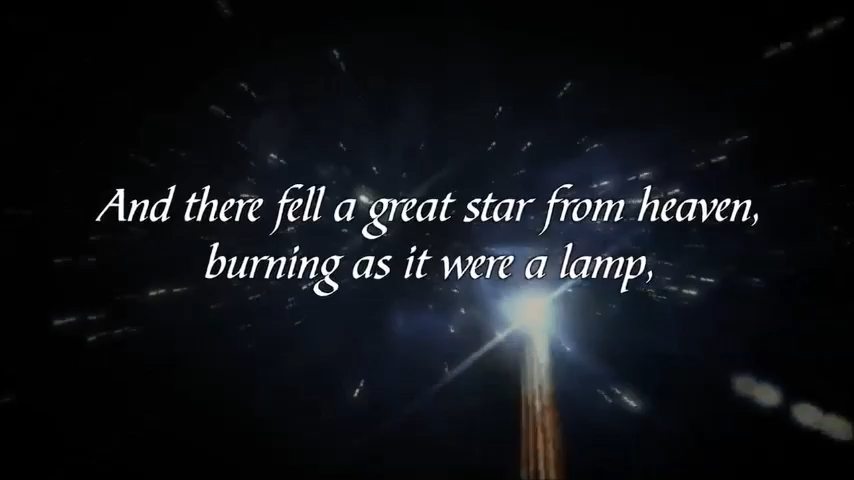 And there fell a great star from heaven,
burning as it were a lamp,